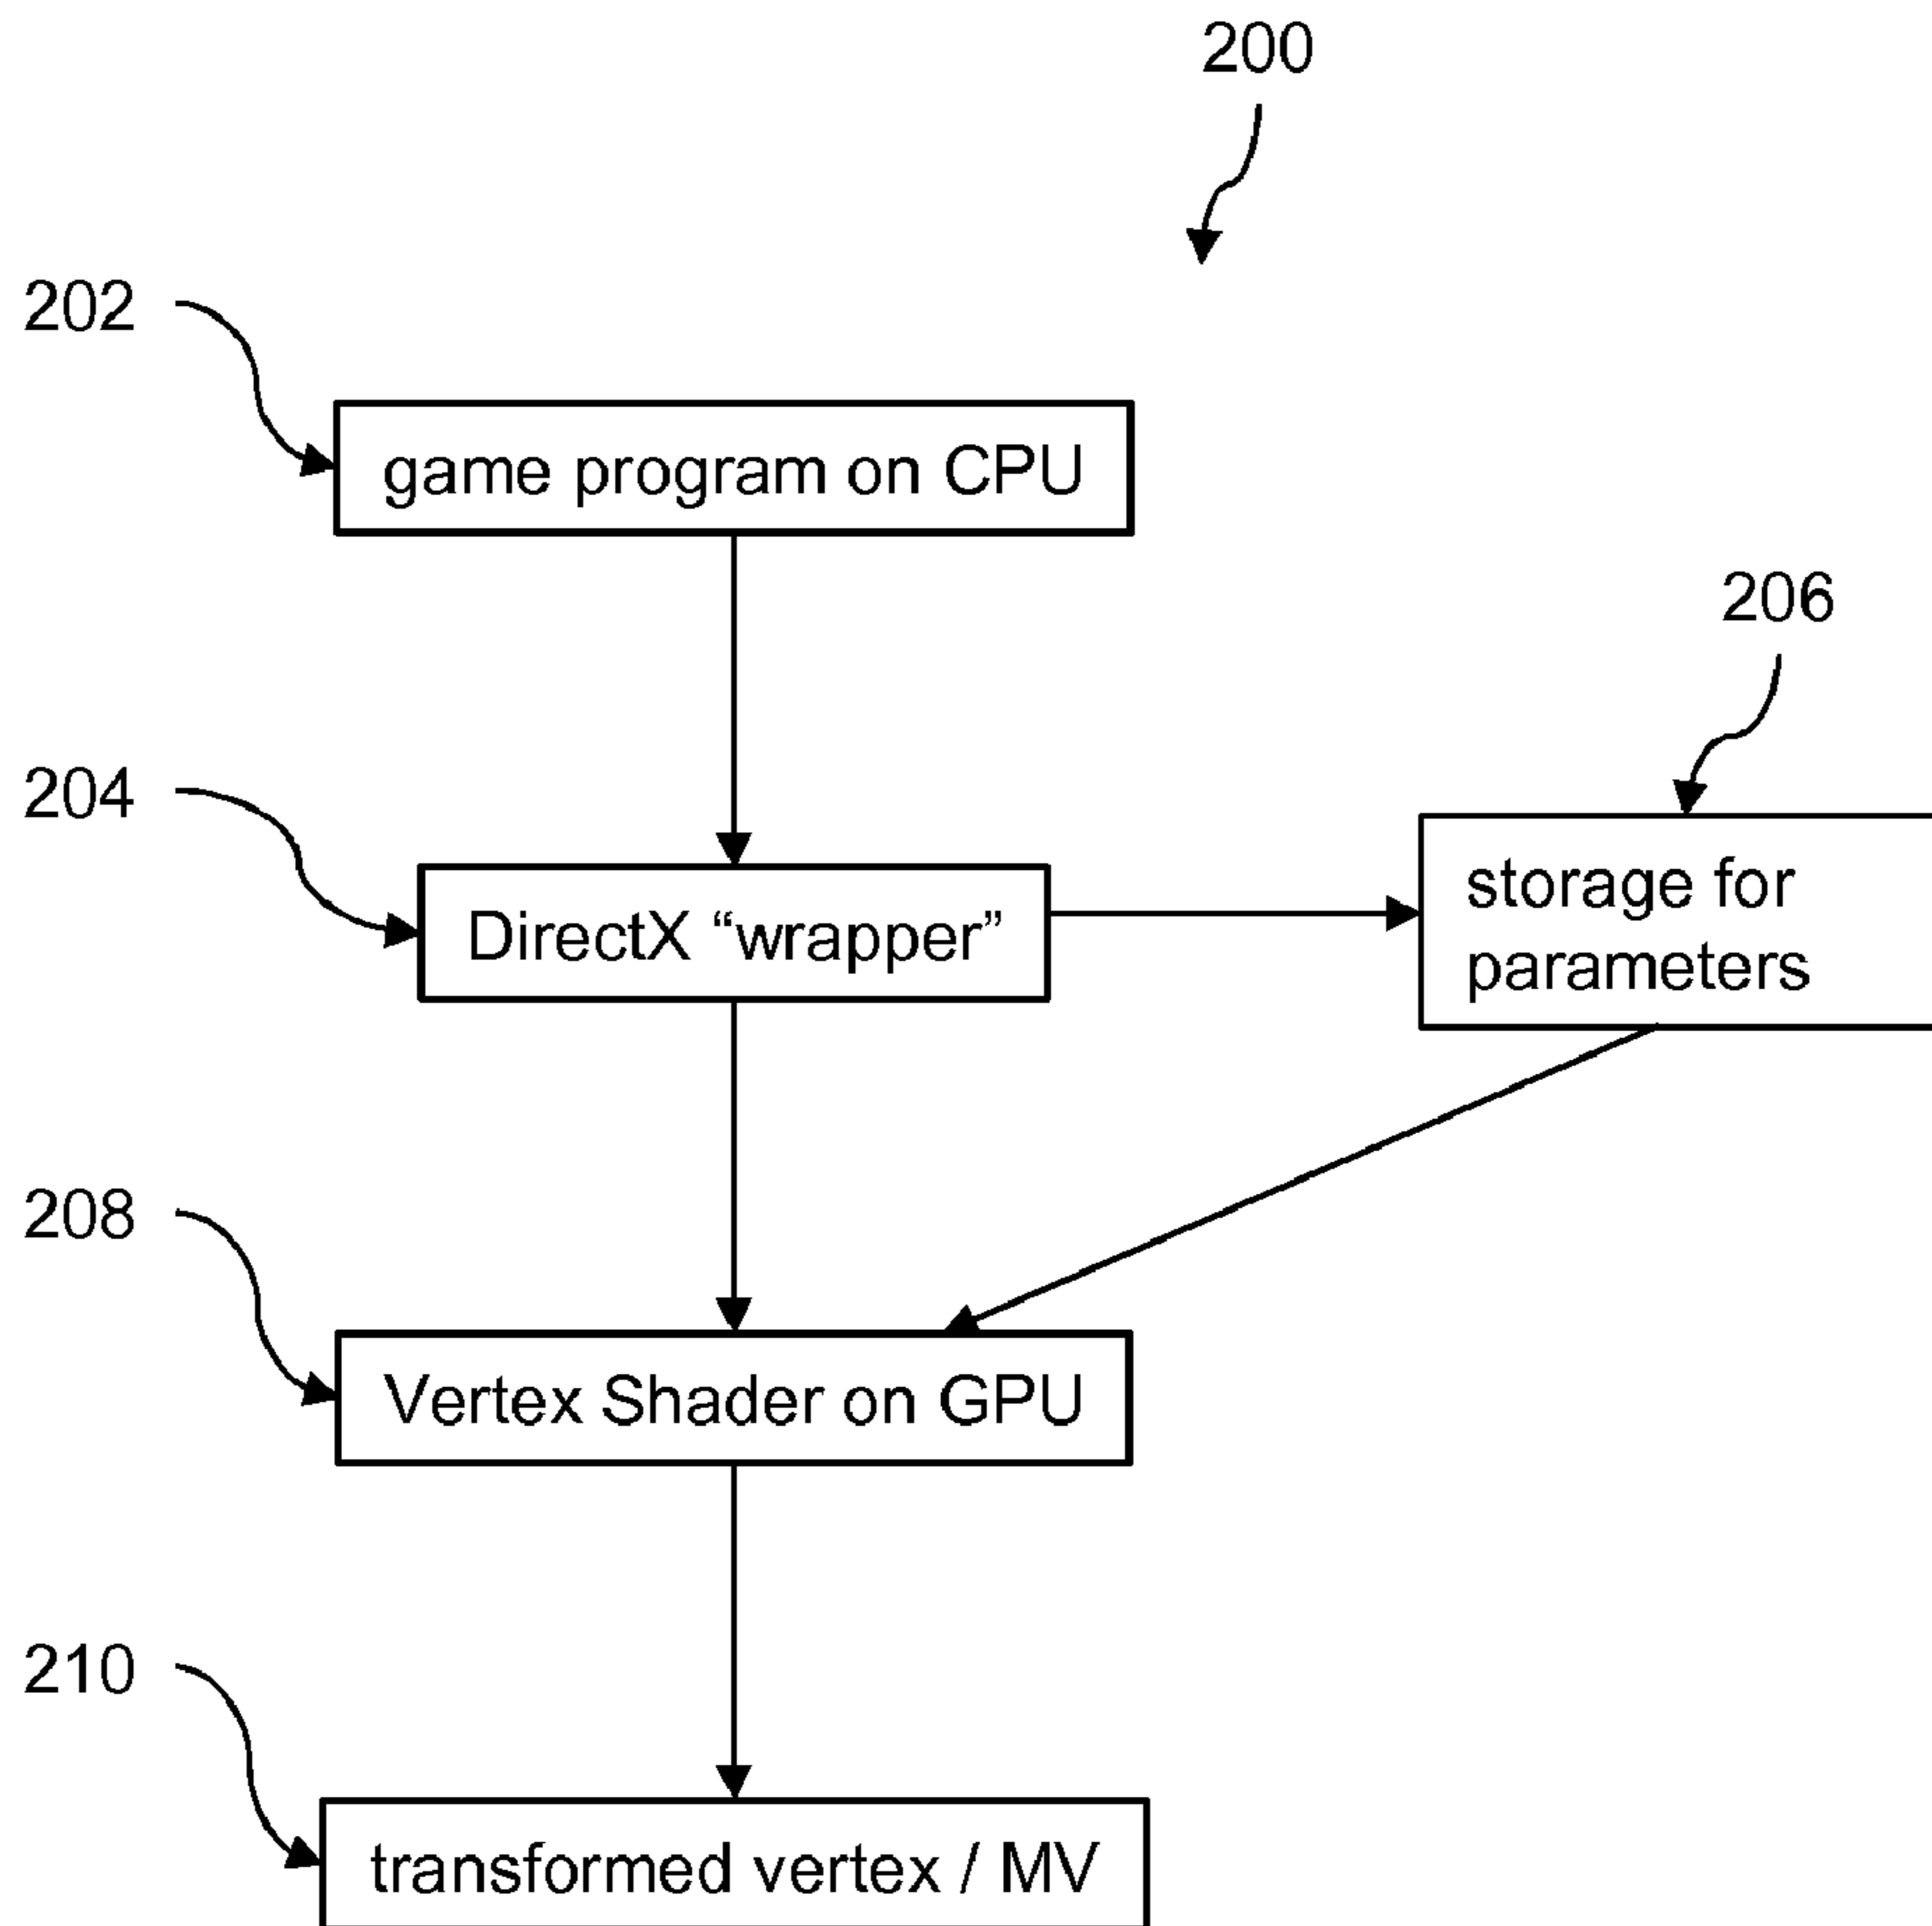 200
202
game program on CPU
206
204
DirectX “wrapper”
storage for
parameters
208
Vertex Shader on GPU
210
transformed vertex / MV